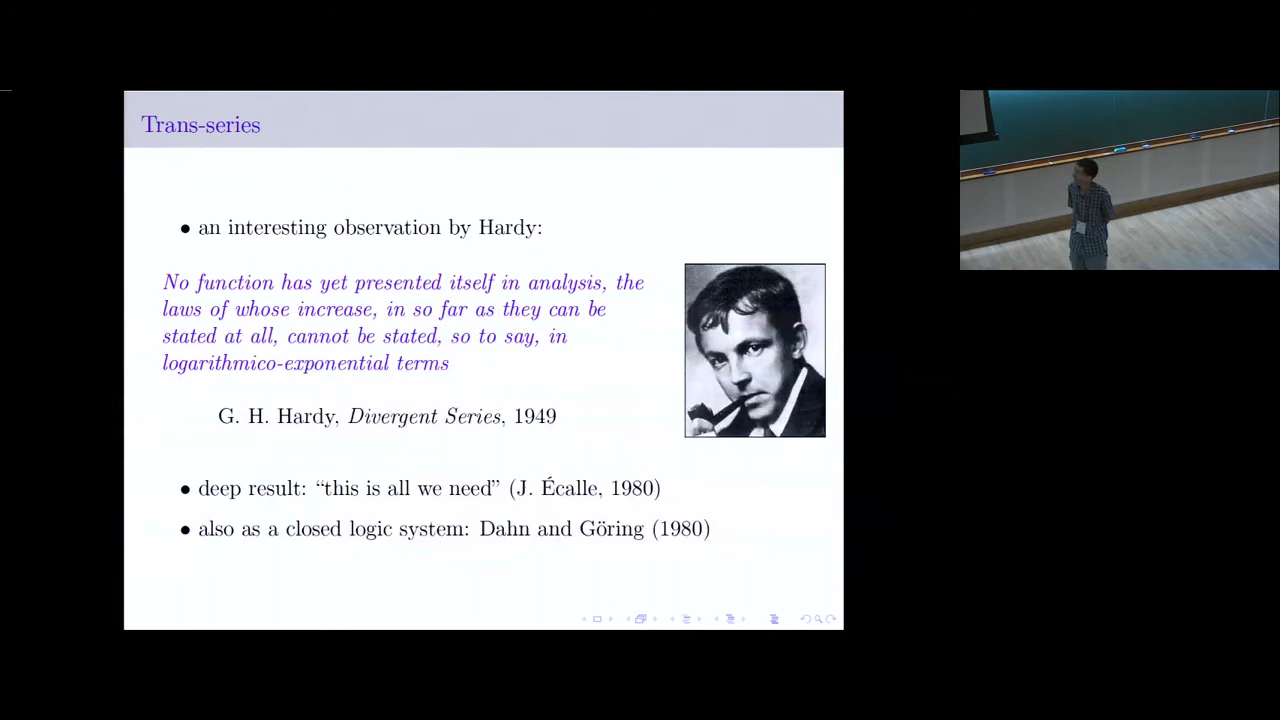 Trans-series
• an interesting observation by Hardy:
No function has yet presented itself in analysis, the
laws of whose increase, in so far as they can be
stated at all, cannot be stated, so to say, in
logarithmico-exponential terms
G. H. Hardy, Divergent Series, 1949
• deep result: “this is all we need” (J. Écalle, 1980)
• also as a closed logic system: Dahn and Göring (1980)